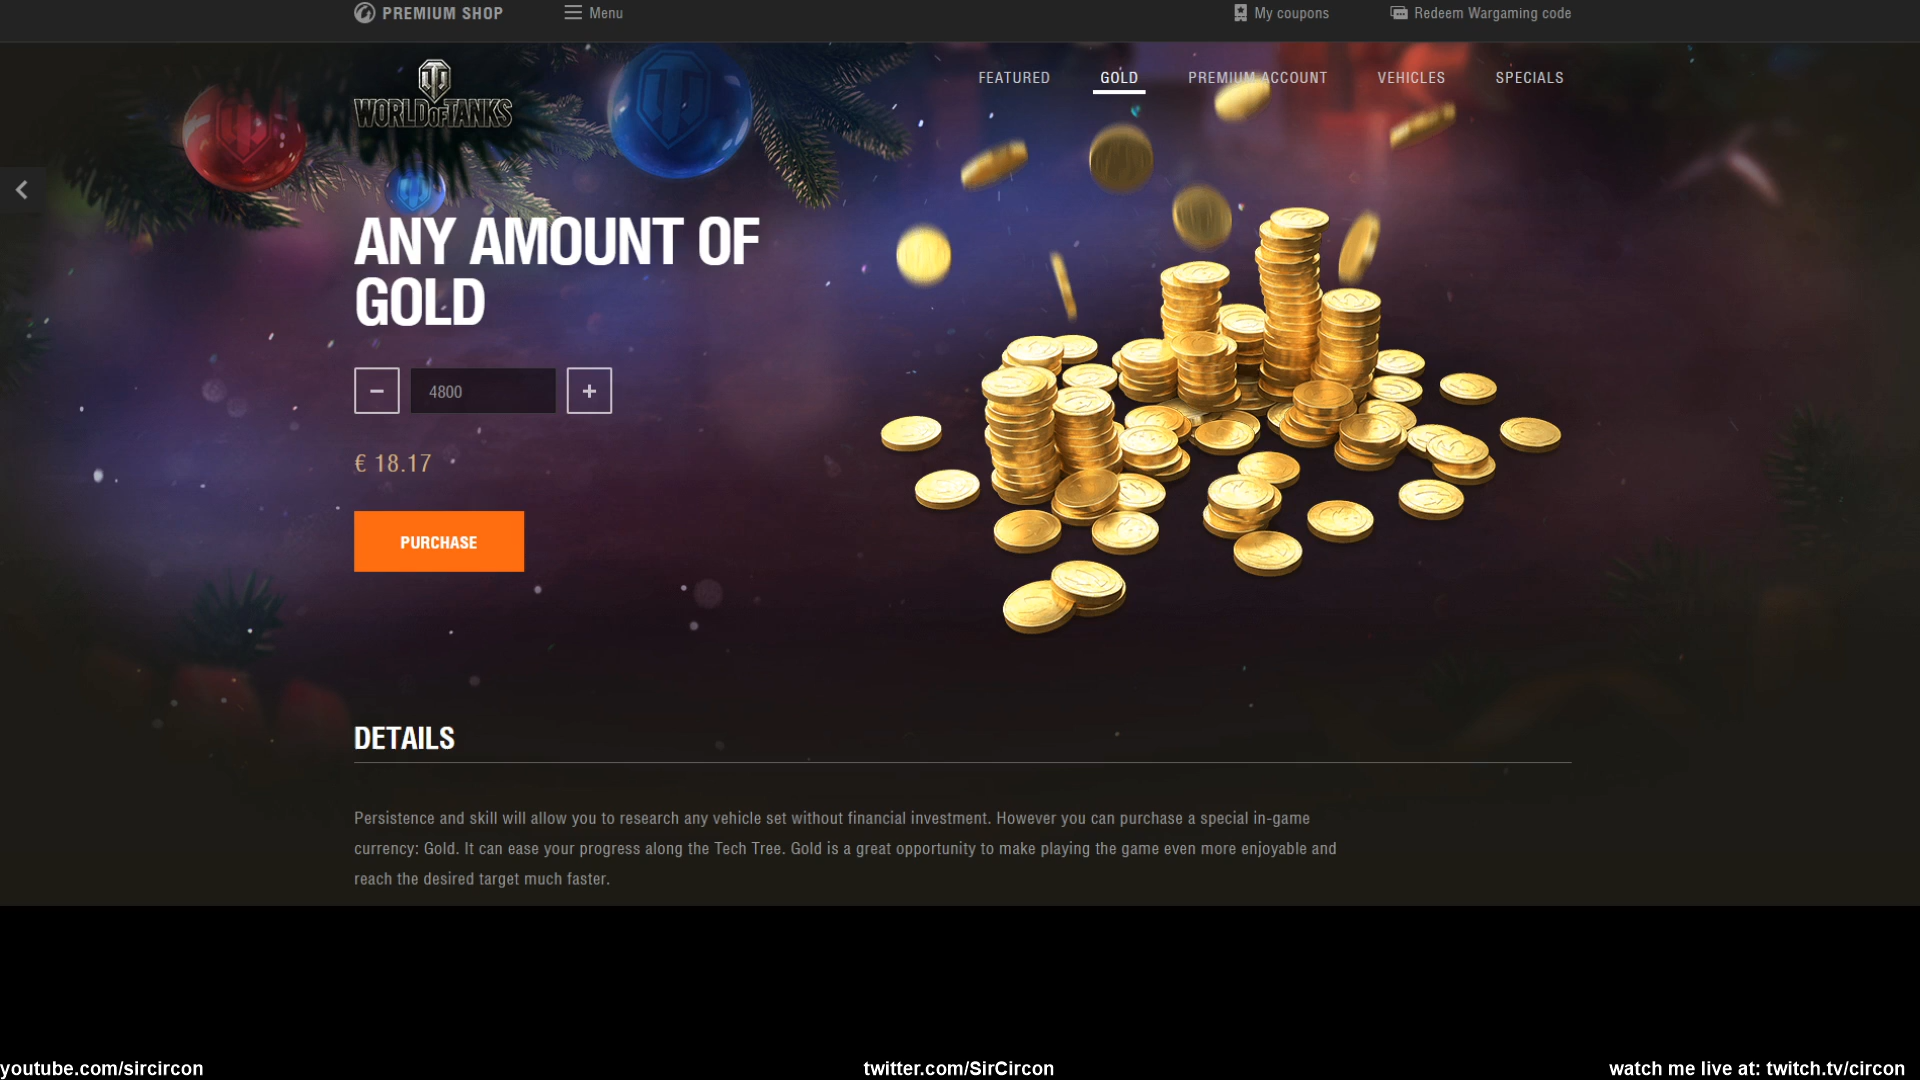 PREMIUM SHOP
Menu
My coupons
Redeem Wargaming code
WORLD OF TANKS
FEATURED
GOLD
PREMIUM ACCOUNT
VEHICLES
SPECIALS
ANY AMOUNT OF
GOLD
−
4800
+
€ 18.17
PURCHASE
DETAILS
Persistence and skill will allow you to research any vehicle set without financial investment. However you can purchase a special in-game
currency: Gold. It can ease your progress along the Tech Tree. Gold is a great opportunity to make playing the game even more enjoyable and
reach the desired target much faster.
youtube.com/sircircon
twitter.com/SirCircon
watch me live at: twitch.tv/circon